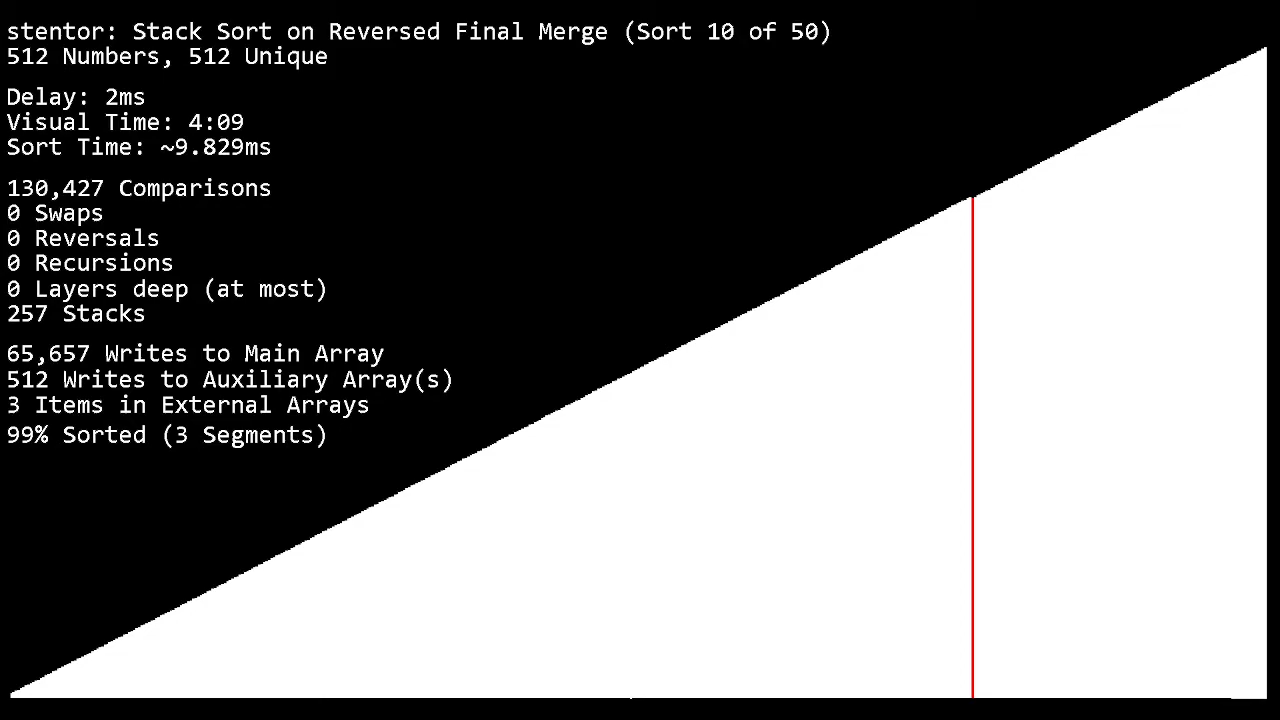 stentor: Stack Sort on Reversed Final Merge (Sort 10 of 50)
512 Numbers, 512 Unique
Delay: 2ms
Visual Time: 4:09
Sort Time: ~9.829ms
130,427 Comparisons
0 Swaps
0 Reversals
0 Recursions
0 Layers deep (at most)
257 Stacks
65,657 Writes to Main Array
512 Writes to Auxiliary Array(s)
3 Items in External Arrays
99% Sorted (3 Segments)